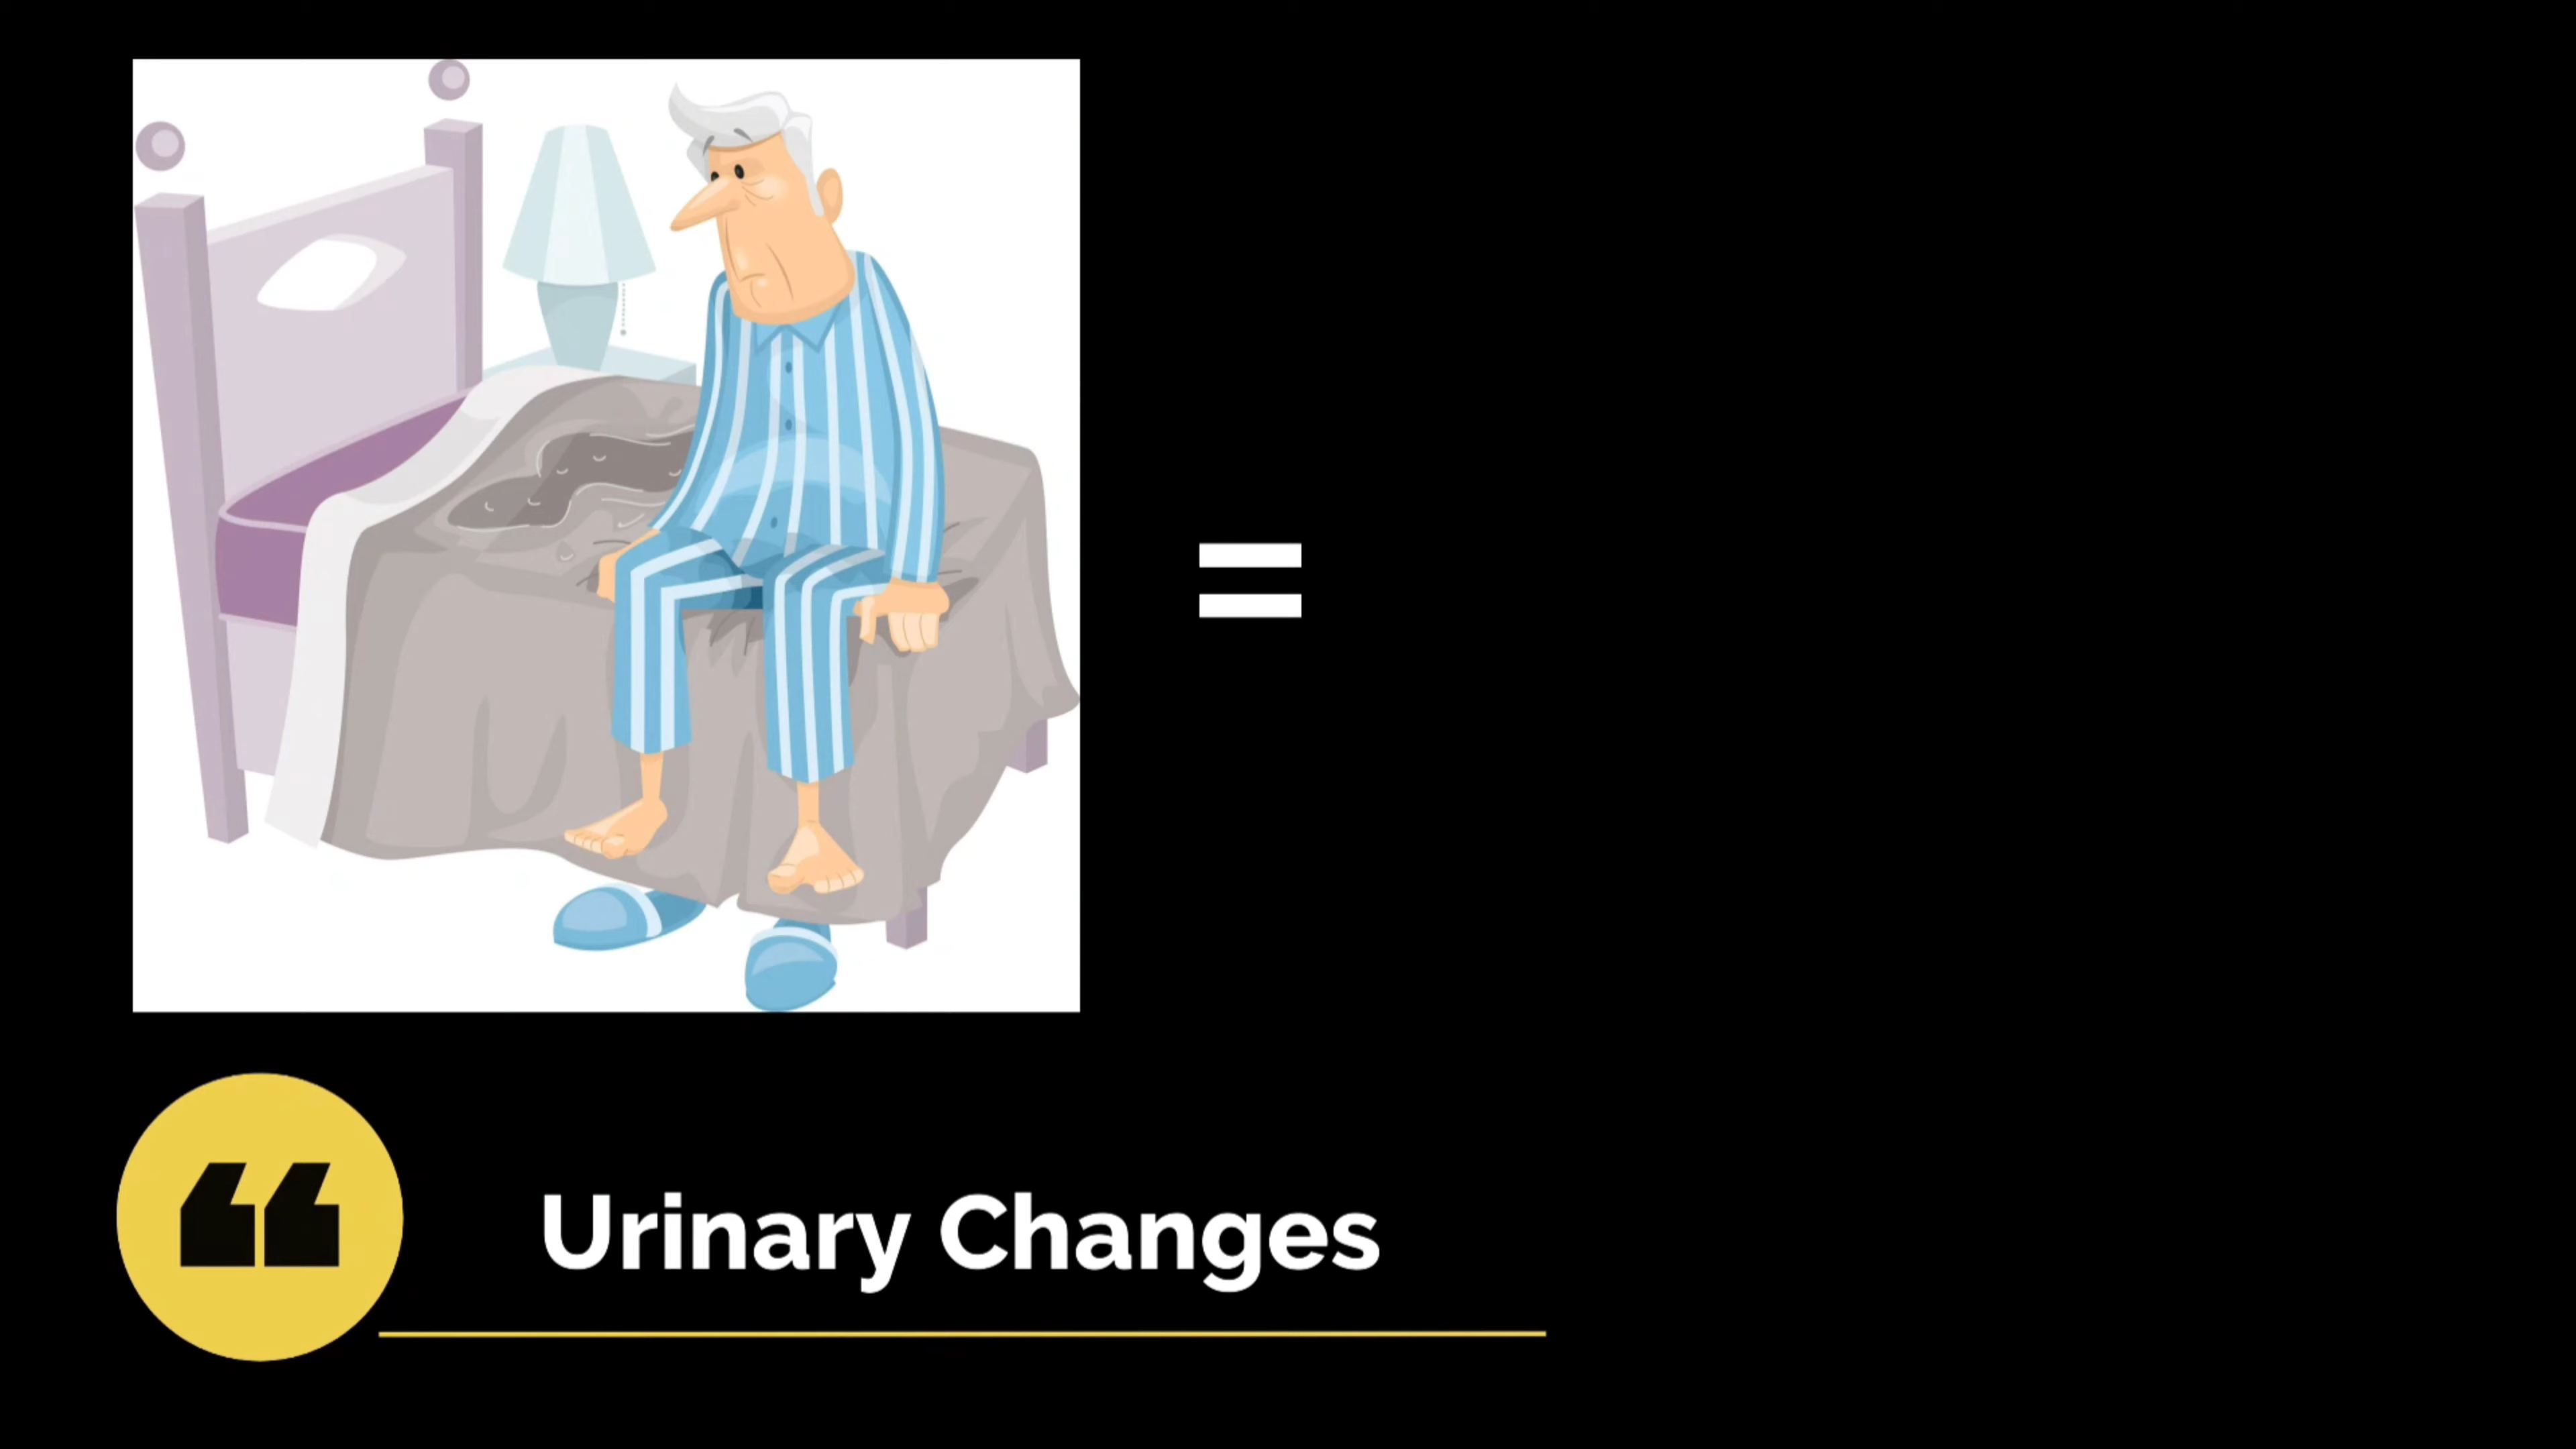 =
“
Urinary Changes